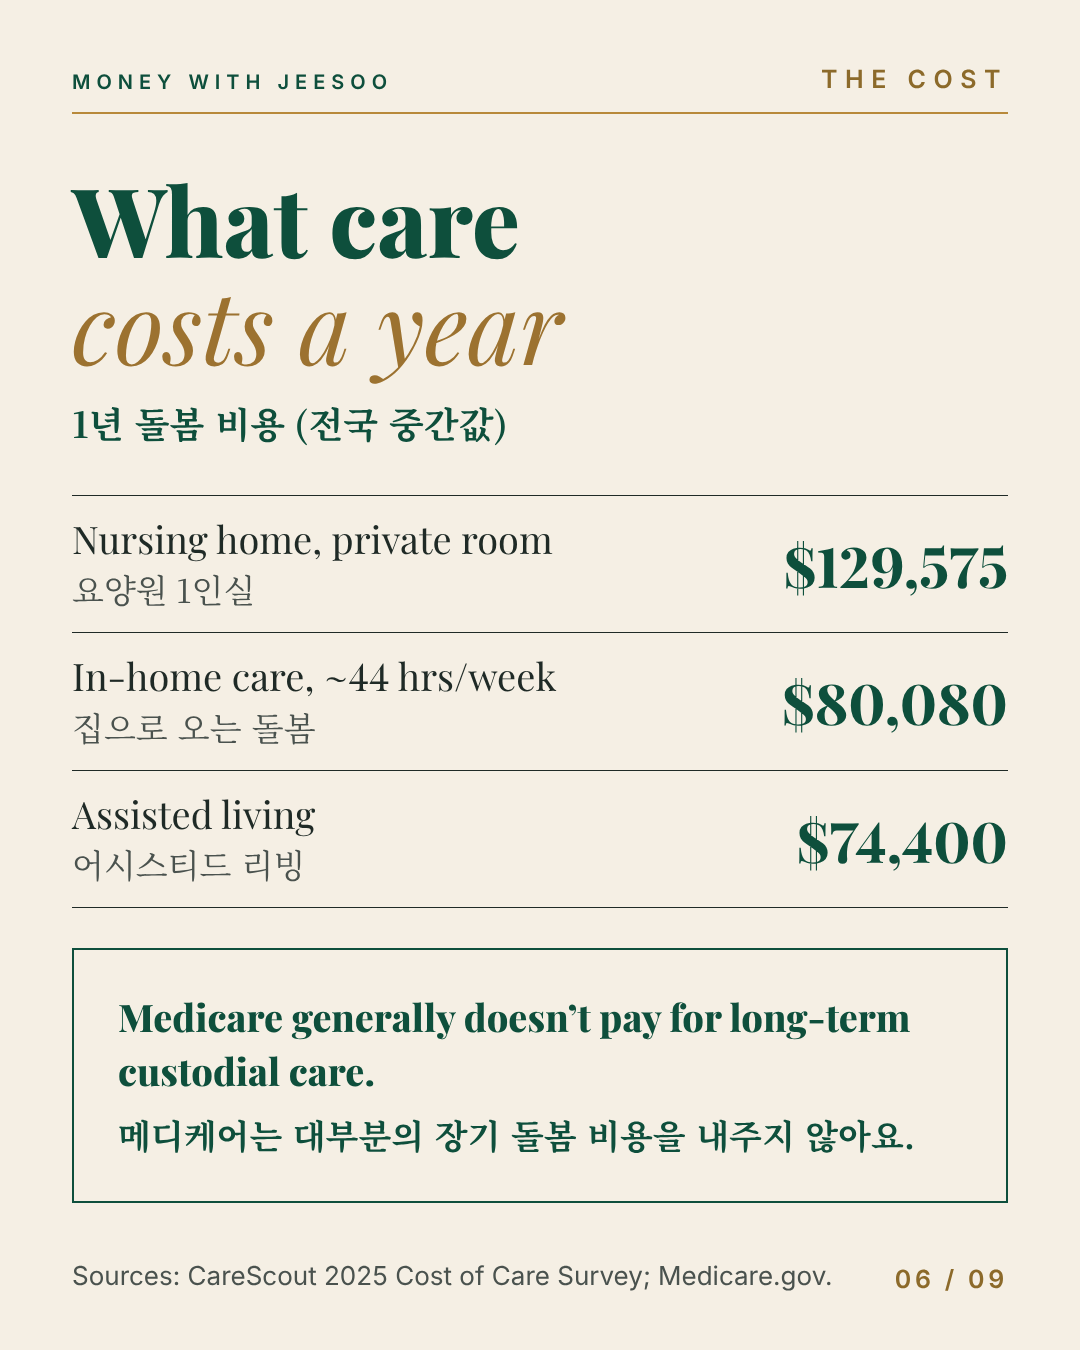 MONEY WITH JEESOO
THE COST
What care
costs a year
1년 돌봄 비용 (전국 중간값)
Nursing home, private room
요양원 1인실
$129,575
In-home care, ~44 hrs/week
집으로 오는 돌봄
$80,080
Assisted living
어시스티드 리빙
$74,400
Medicare generally doesn’t pay for long-term
custodial care.
메디케어는 대부분의 장기 돌봄 비용을 내주지 않아요.
Sources: CareScout 2025 Cost of Care Survey; Medicare.gov.
06 / 09